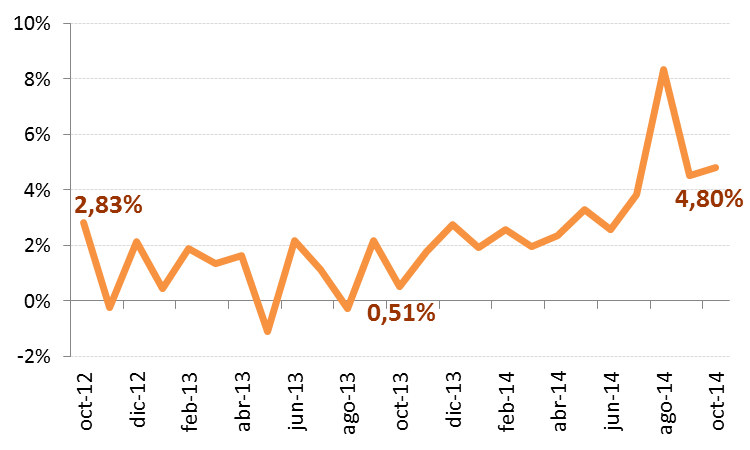 10%
8%
6%
4%
2%
0%
-2%
2,83%
0,51%
4,80%
oct-12
dic-12
feb-13
abr-13
jun-13
ago-13
oct-13
dic-13
feb-14
abr-14
jun-14
ago-14
oct-14